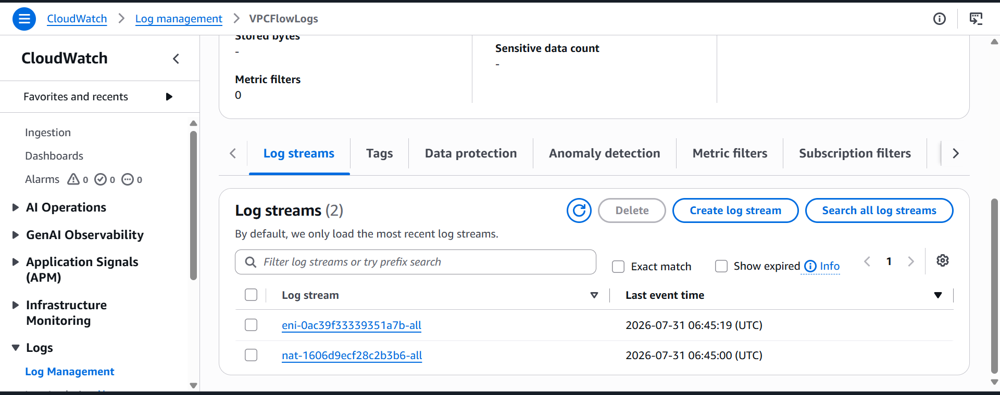 CloudWatch > Log management > VPCFlowLogs
CloudWatch
Favorites and recents
Ingestion
Dashboards
Alarms 0 0 0
AI Operations
GenAI Observability
Application Signals
(APM)
Infrastructure
Monitoring
Logs
Log Management
Stored bytes
-
Metric filters
0
Sensitive data count
-
Log streams
Tags
Data protection
Anomaly detection
Metric filters
Subscription filters
Log streams (2)
Delete
Create log stream
Search all log streams
By default, we only load the most recent log streams.
Filter log streams or try prefix search
Exact match
Show expired
Info
1
Log stream
Last event time
eni-0ac39f33339351a7b-all
2026-07-31 06:45:19 (UTC)
nat-1606d9ecf28c2b3b6-all
2026-07-31 06:45:00 (UTC)